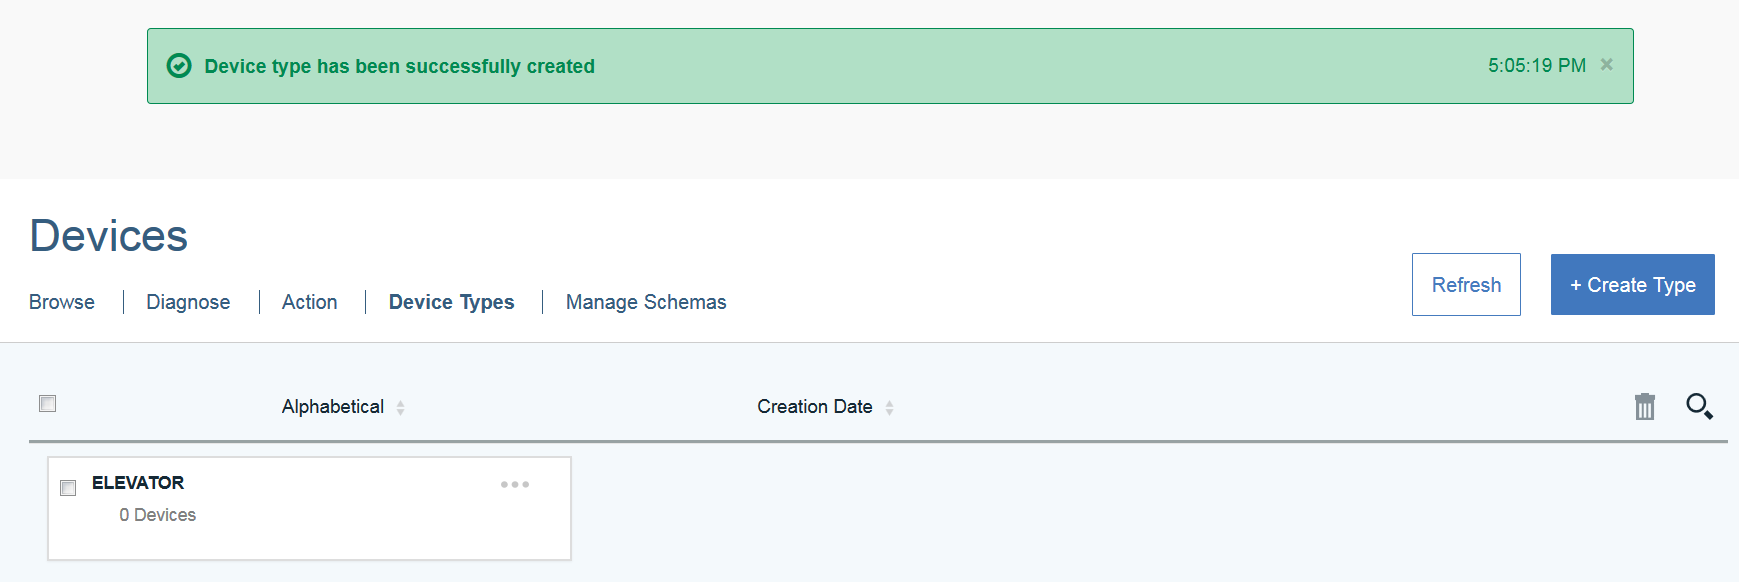 Device type has been successfully created 5:05:19 PM ×
Devices
Refresh + Create Type
Browse | Diagnose | Action | Device Types | Manage Schemas
Alphabetical Creation Date
ELEVATOR
0 Devices